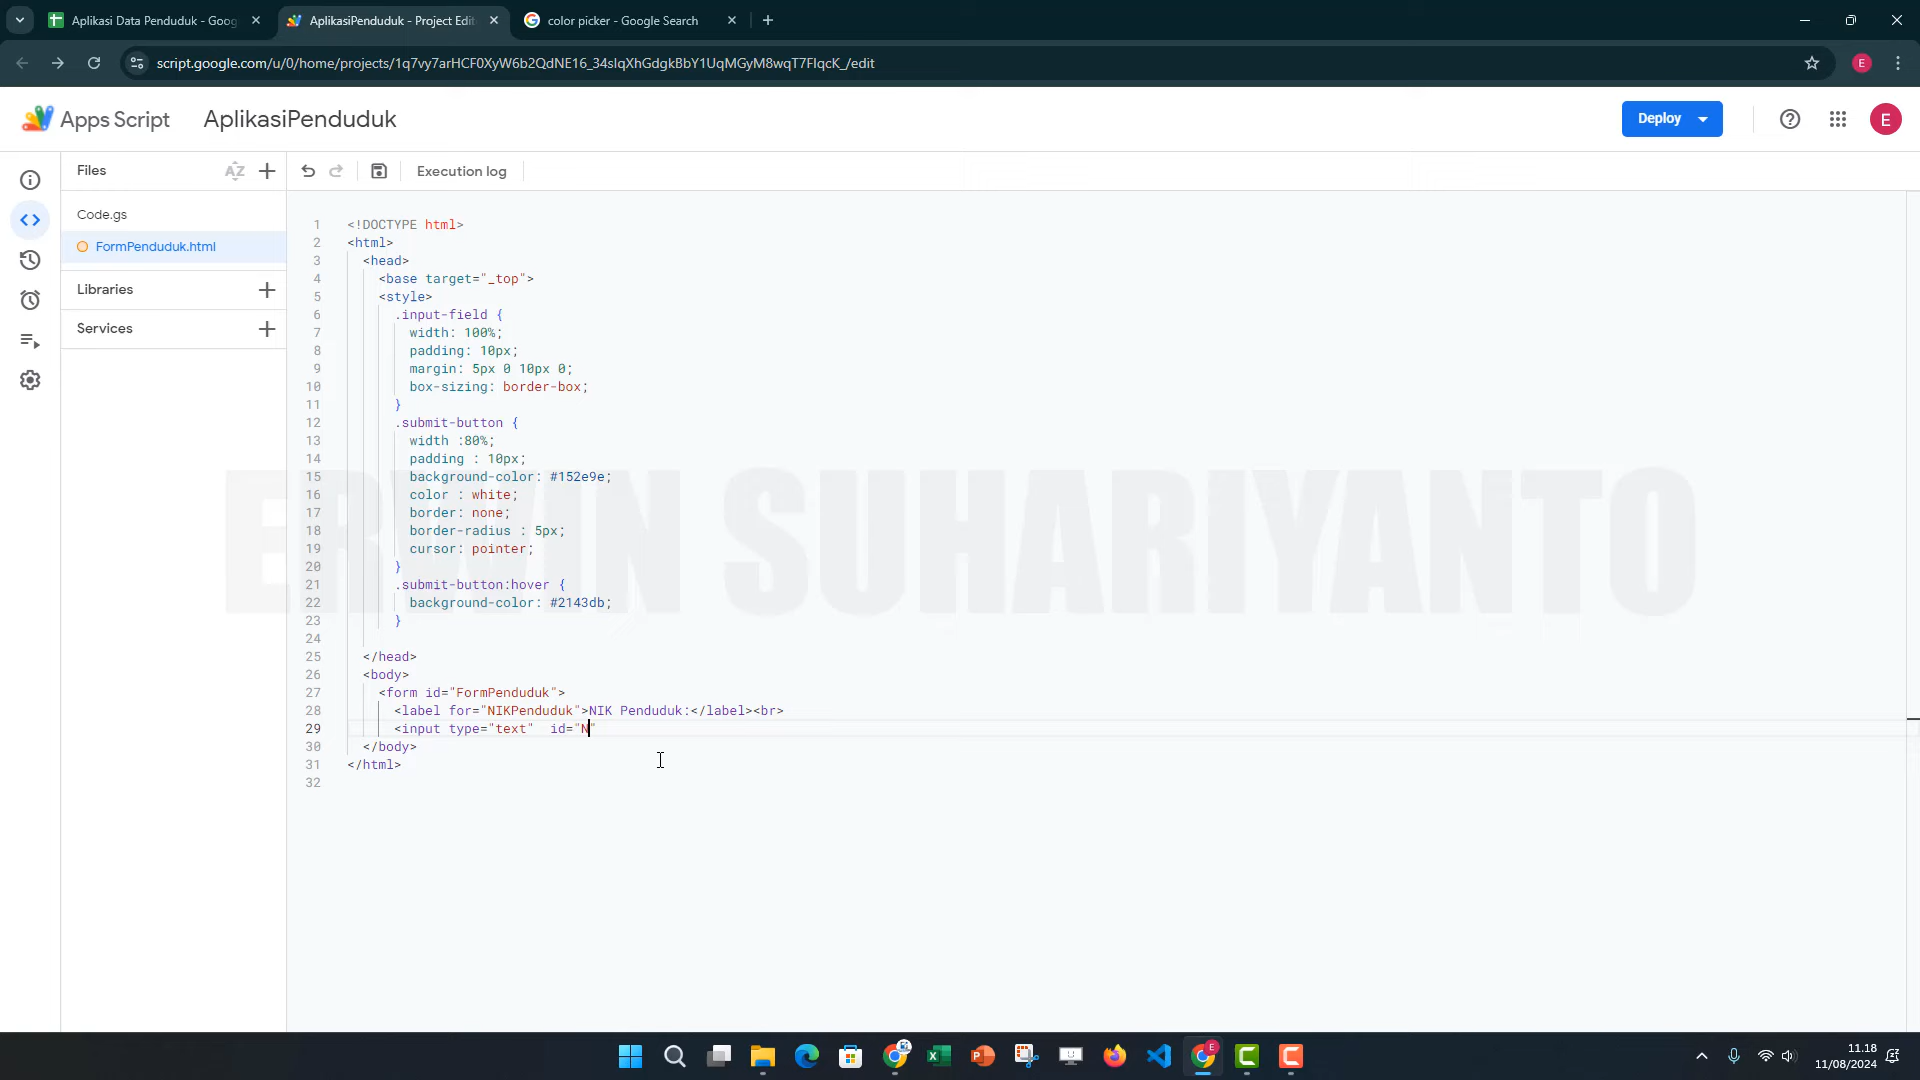 Aplikasi Data Penduduk - Goog
AplikasiPenduduk - Project Edit
color picker - Google Search
script.google.com/u/0/home/projects/1q7vy7arHCF0XyW6b2QdNE16_34sIqXhGdgkBbY1UqMGyM8wqT7FIqcK_/edit
E
Apps Script
AplikasiPenduduk
Deploy
E
Files
AZ
Execution log
Code.gs
FormPenduduk.html
Libraries
Services
1 <!DOCTYPE html>
2 <html>
3 <head>
4 <base target="_top">
5 <style>
6 .input-field {
7 width: 100%;
8 padding: 10px;
9 margin: 5px 0 10px 0;
10 box-sizing: border-box;
11 }
12 .submit-button {
13 width :80%;
14 padding : 10px;
15 background-color: #152e9e;
16 color : white;
17 border: none;
18 border-radius : 5px;
19 cursor: pointer;
20 }
21 .submit-button:hover {
22 background-color: #2143db;
23 }
24
25 </head>
26 <body>
27 <form id="FormPenduduk">
28 <label for="NIKPenduduk">NIK Penduduk:</label><br>
29 <input type="text"  id="N"
30 </body>
31 </html>
32
ERWIN SUHARIYANTO
11.18
11/08/2024